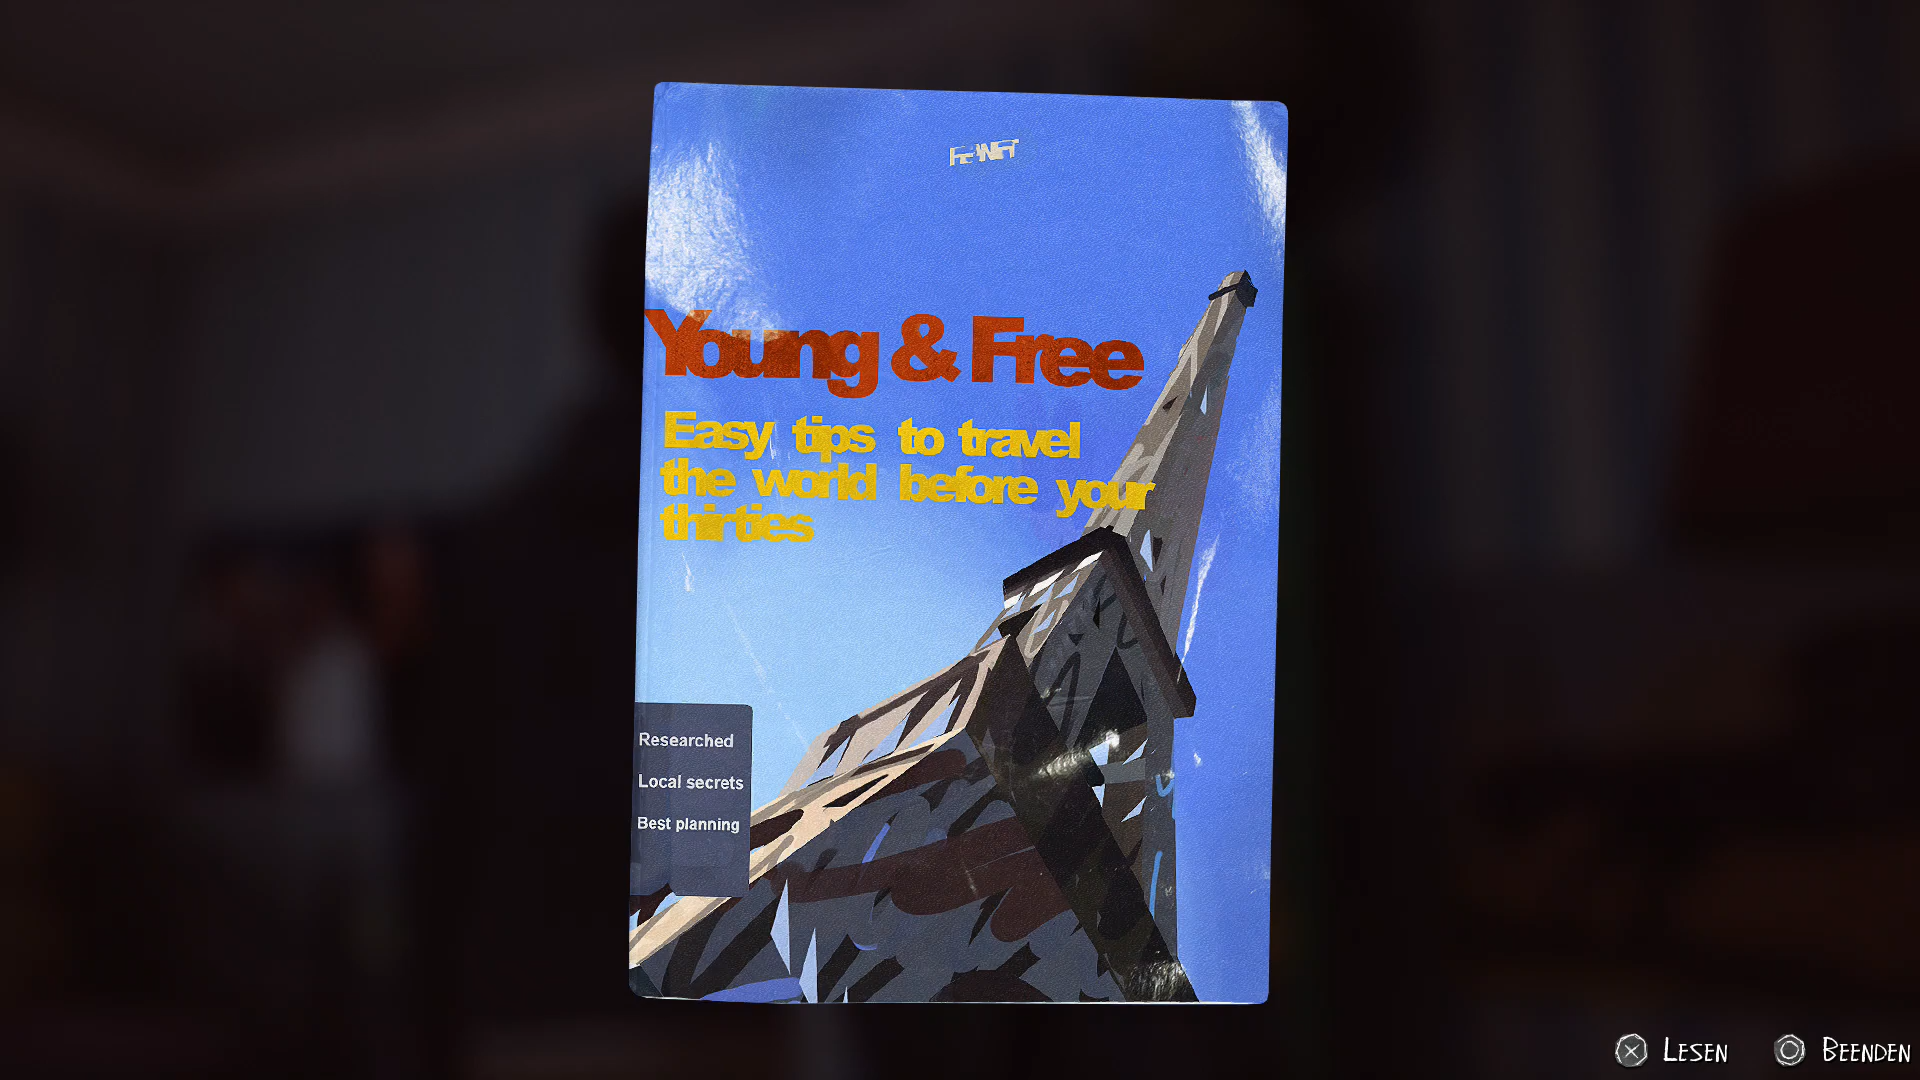 Young & Free
Easy tips to travel
the world before your
thirties
Researched
Local secrets
Best planning
Lesen
Beenden